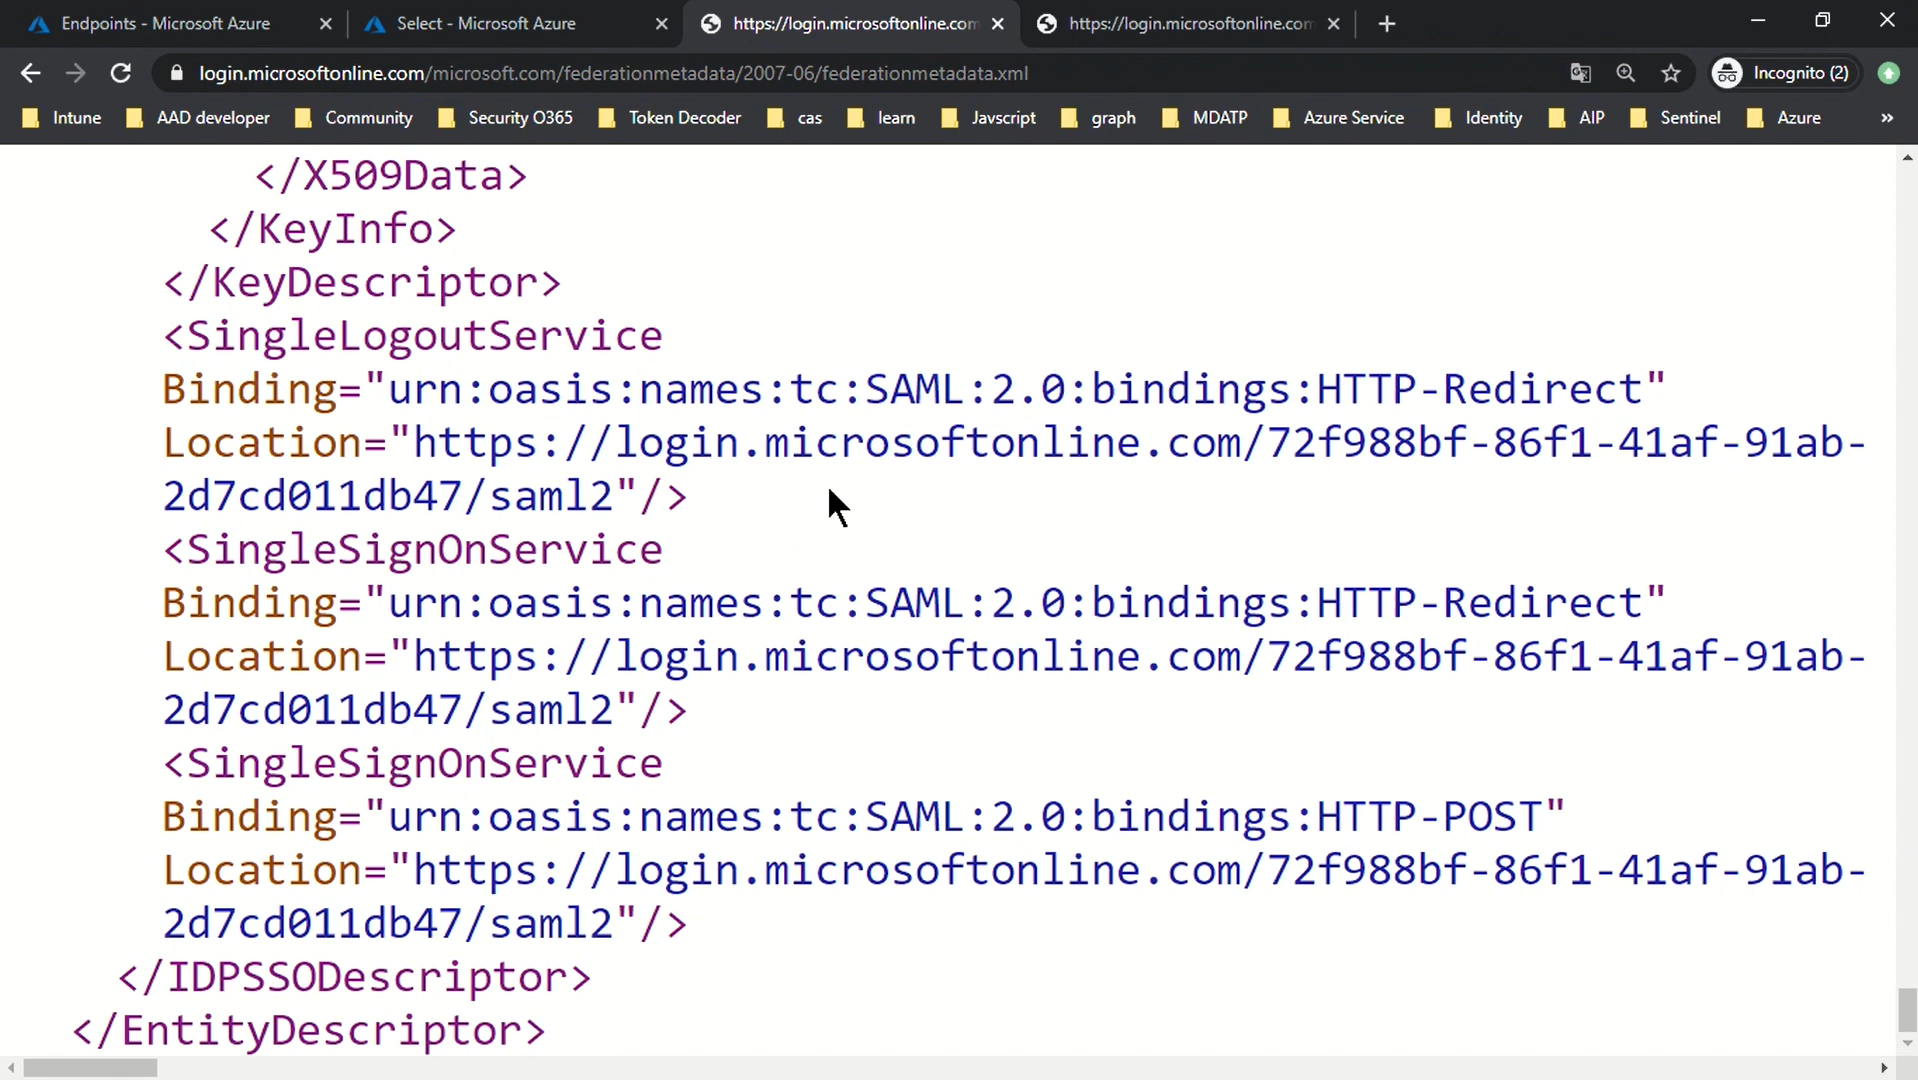 Endpoints - Microsoft Azure
Select - Microsoft Azure
https://login.microsoftonline.com
https://login.microsoftonline.com
login.microsoftonline.com/microsoft.com/federationmetadata/2007-06/federationmetadata.xml
Incognito (2)
Intune
AAD developer
Community
Security O365
Token Decoder
cas
learn
Javscript
graph
MDATP
Azure Service
Identity
AIP
Sentinel
Azure
»
</X509Data>
</KeyInfo>
</KeyDescriptor>
<SingleLogoutService
Binding="urn:oasis:names:tc:SAML:2.0:bindings:HTTP-Redirect"
Location="https://login.microsoftonline.com/72f988bf-86f1-41af-91ab-
2d7cd011db47/saml2"/>
<SingleSignOnService
Binding="urn:oasis:names:tc:SAML:2.0:bindings:HTTP-Redirect"
Location="https://login.microsoftonline.com/72f988bf-86f1-41af-91ab-
2d7cd011db47/saml2"/>
<SingleSignOnService
Binding="urn:oasis:names:tc:SAML:2.0:bindings:HTTP-POST"
Location="https://login.microsoftonline.com/72f988bf-86f1-41af-91ab-
2d7cd011db47/saml2"/>
</IDPSSODescriptor>
</EntityDescriptor>